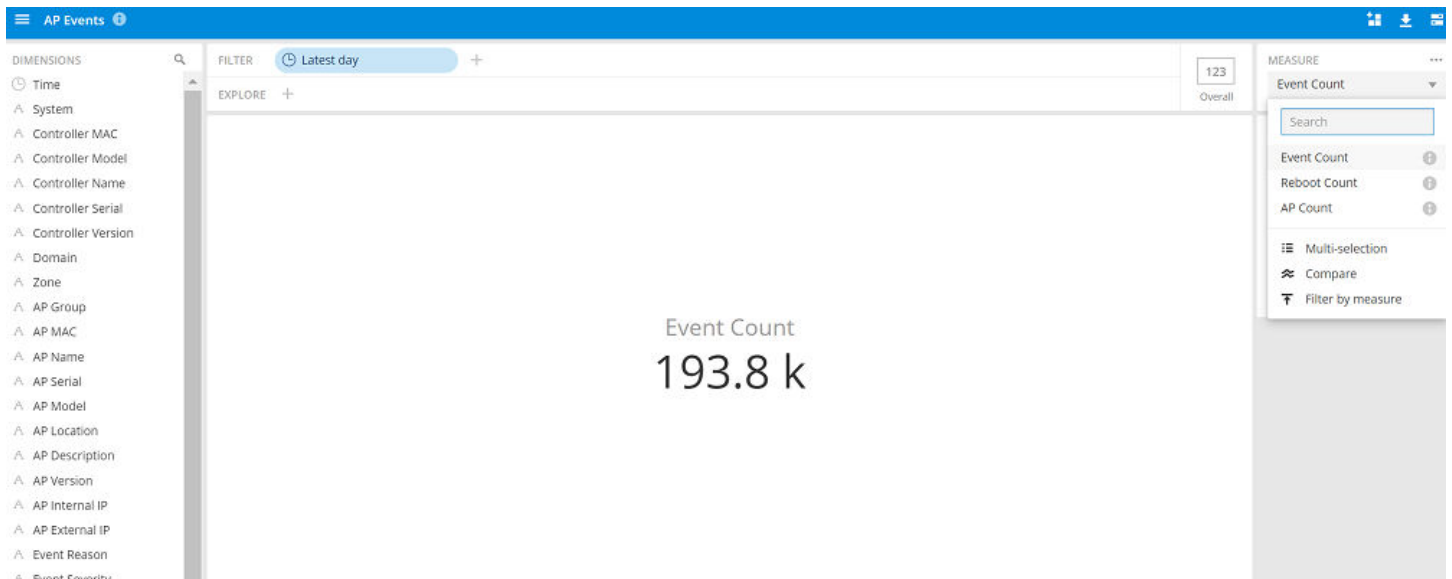 AP Events
DIMENSIONS
Time
System
Controller MAC
Controller Model
Controller Name
Controller Serial
Controller Version
Domain
Zone
AP Group
AP MAC
AP Name
AP Serial
AP Model
AP Location
AP Description
AP Version
AP Internal IP
AP External IP
Event Reason
Event Severity
FILTER Latest day
EXPLORE
123
Overall
Event Count
193.8 k
MEASURE
Event Count
Search
Event Count
Reboot Count
AP Count
Multi-selection
Compare
Filter by measure